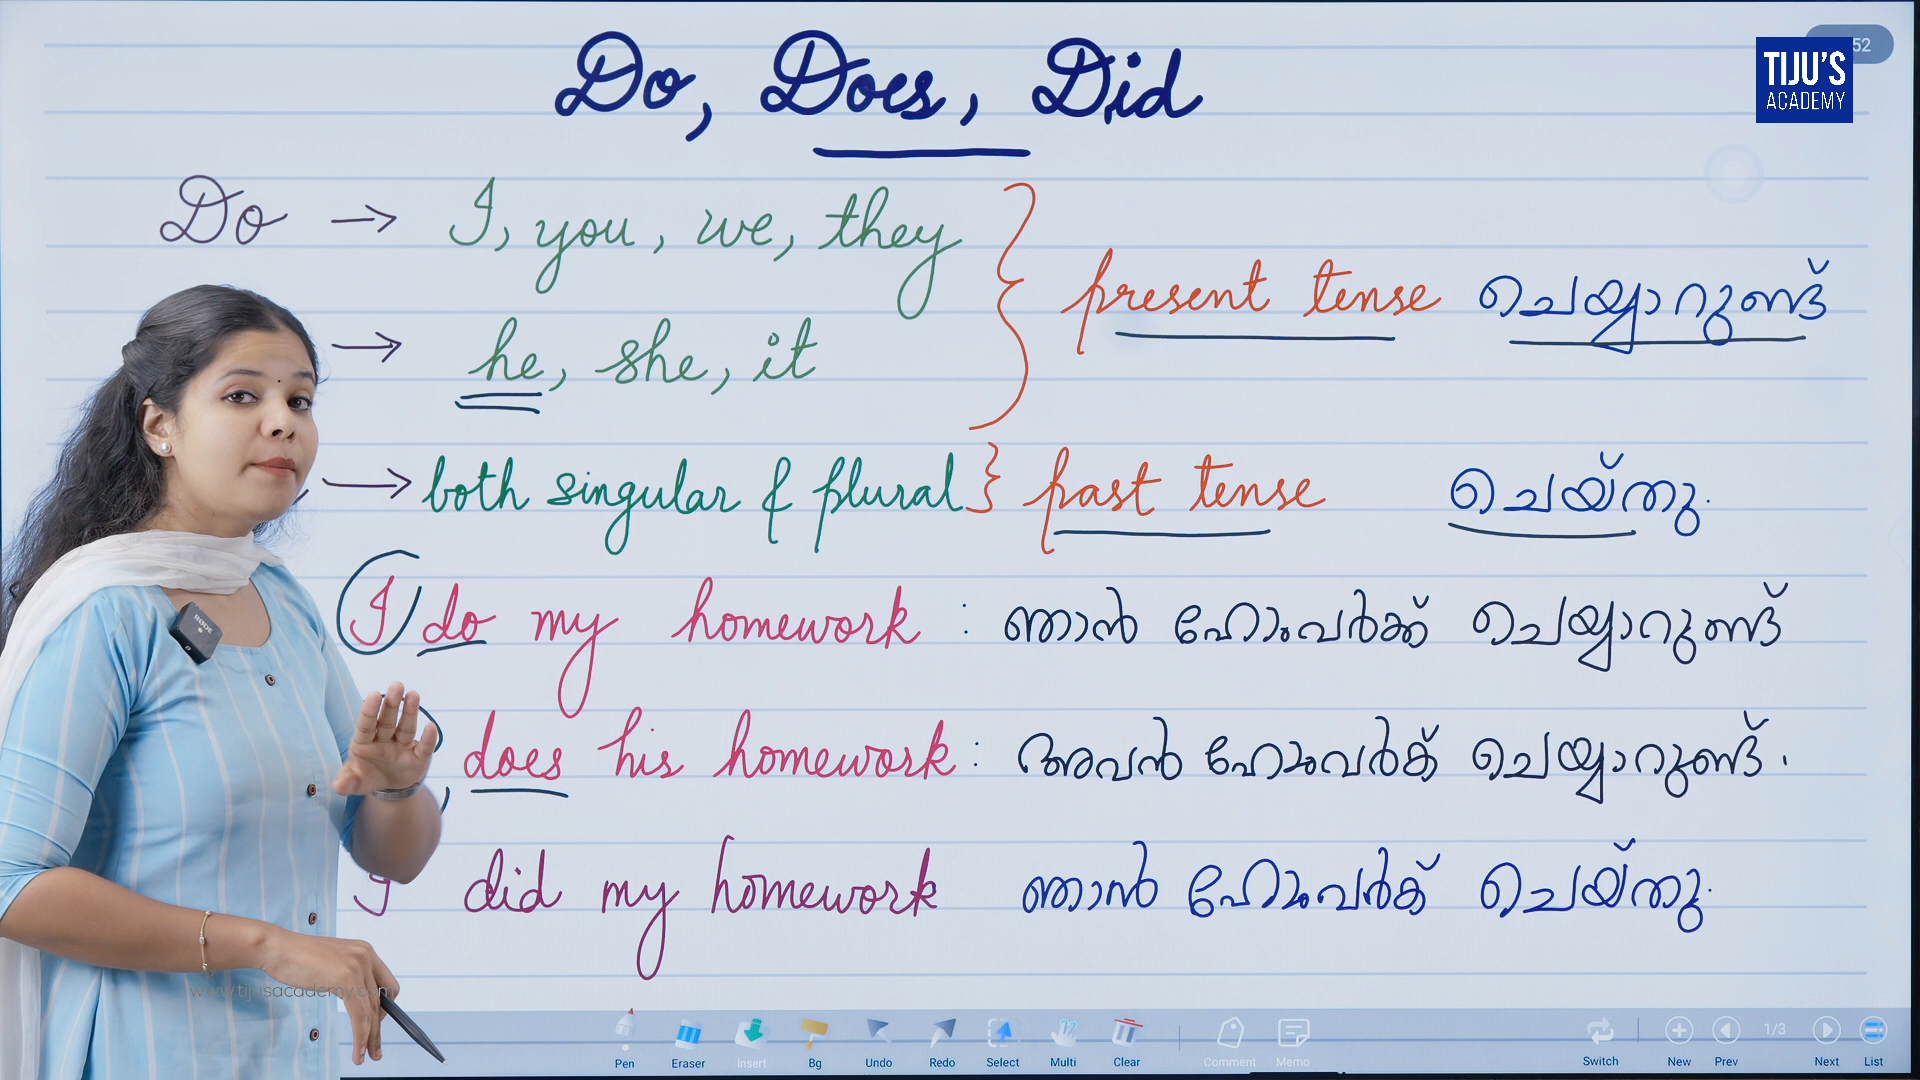 Do, Does, Did
52
TIJU'S
ACADEMY
Do → I, you, we, they
→ he, she, it
present tense ചെയ്യാറുണ്ട്
→ both singular & plural } past tense ചെയ്തു.
I do my homework : ഞാൻ ഹോംവർക്ക് ചെയ്യാറുണ്ട്
does his homework : അവൻ ഹോംവർക് ചെയ്യാറുണ്ട്.
I did my homework ഞാൻ ഹോംവർക് ചെയ്തു.
RODE
www.tijusacademy.com
Pen Eraser Insert Bg Undo Redo Select Multi Clear Comment Memo Switch New Prev 1/3 Next List